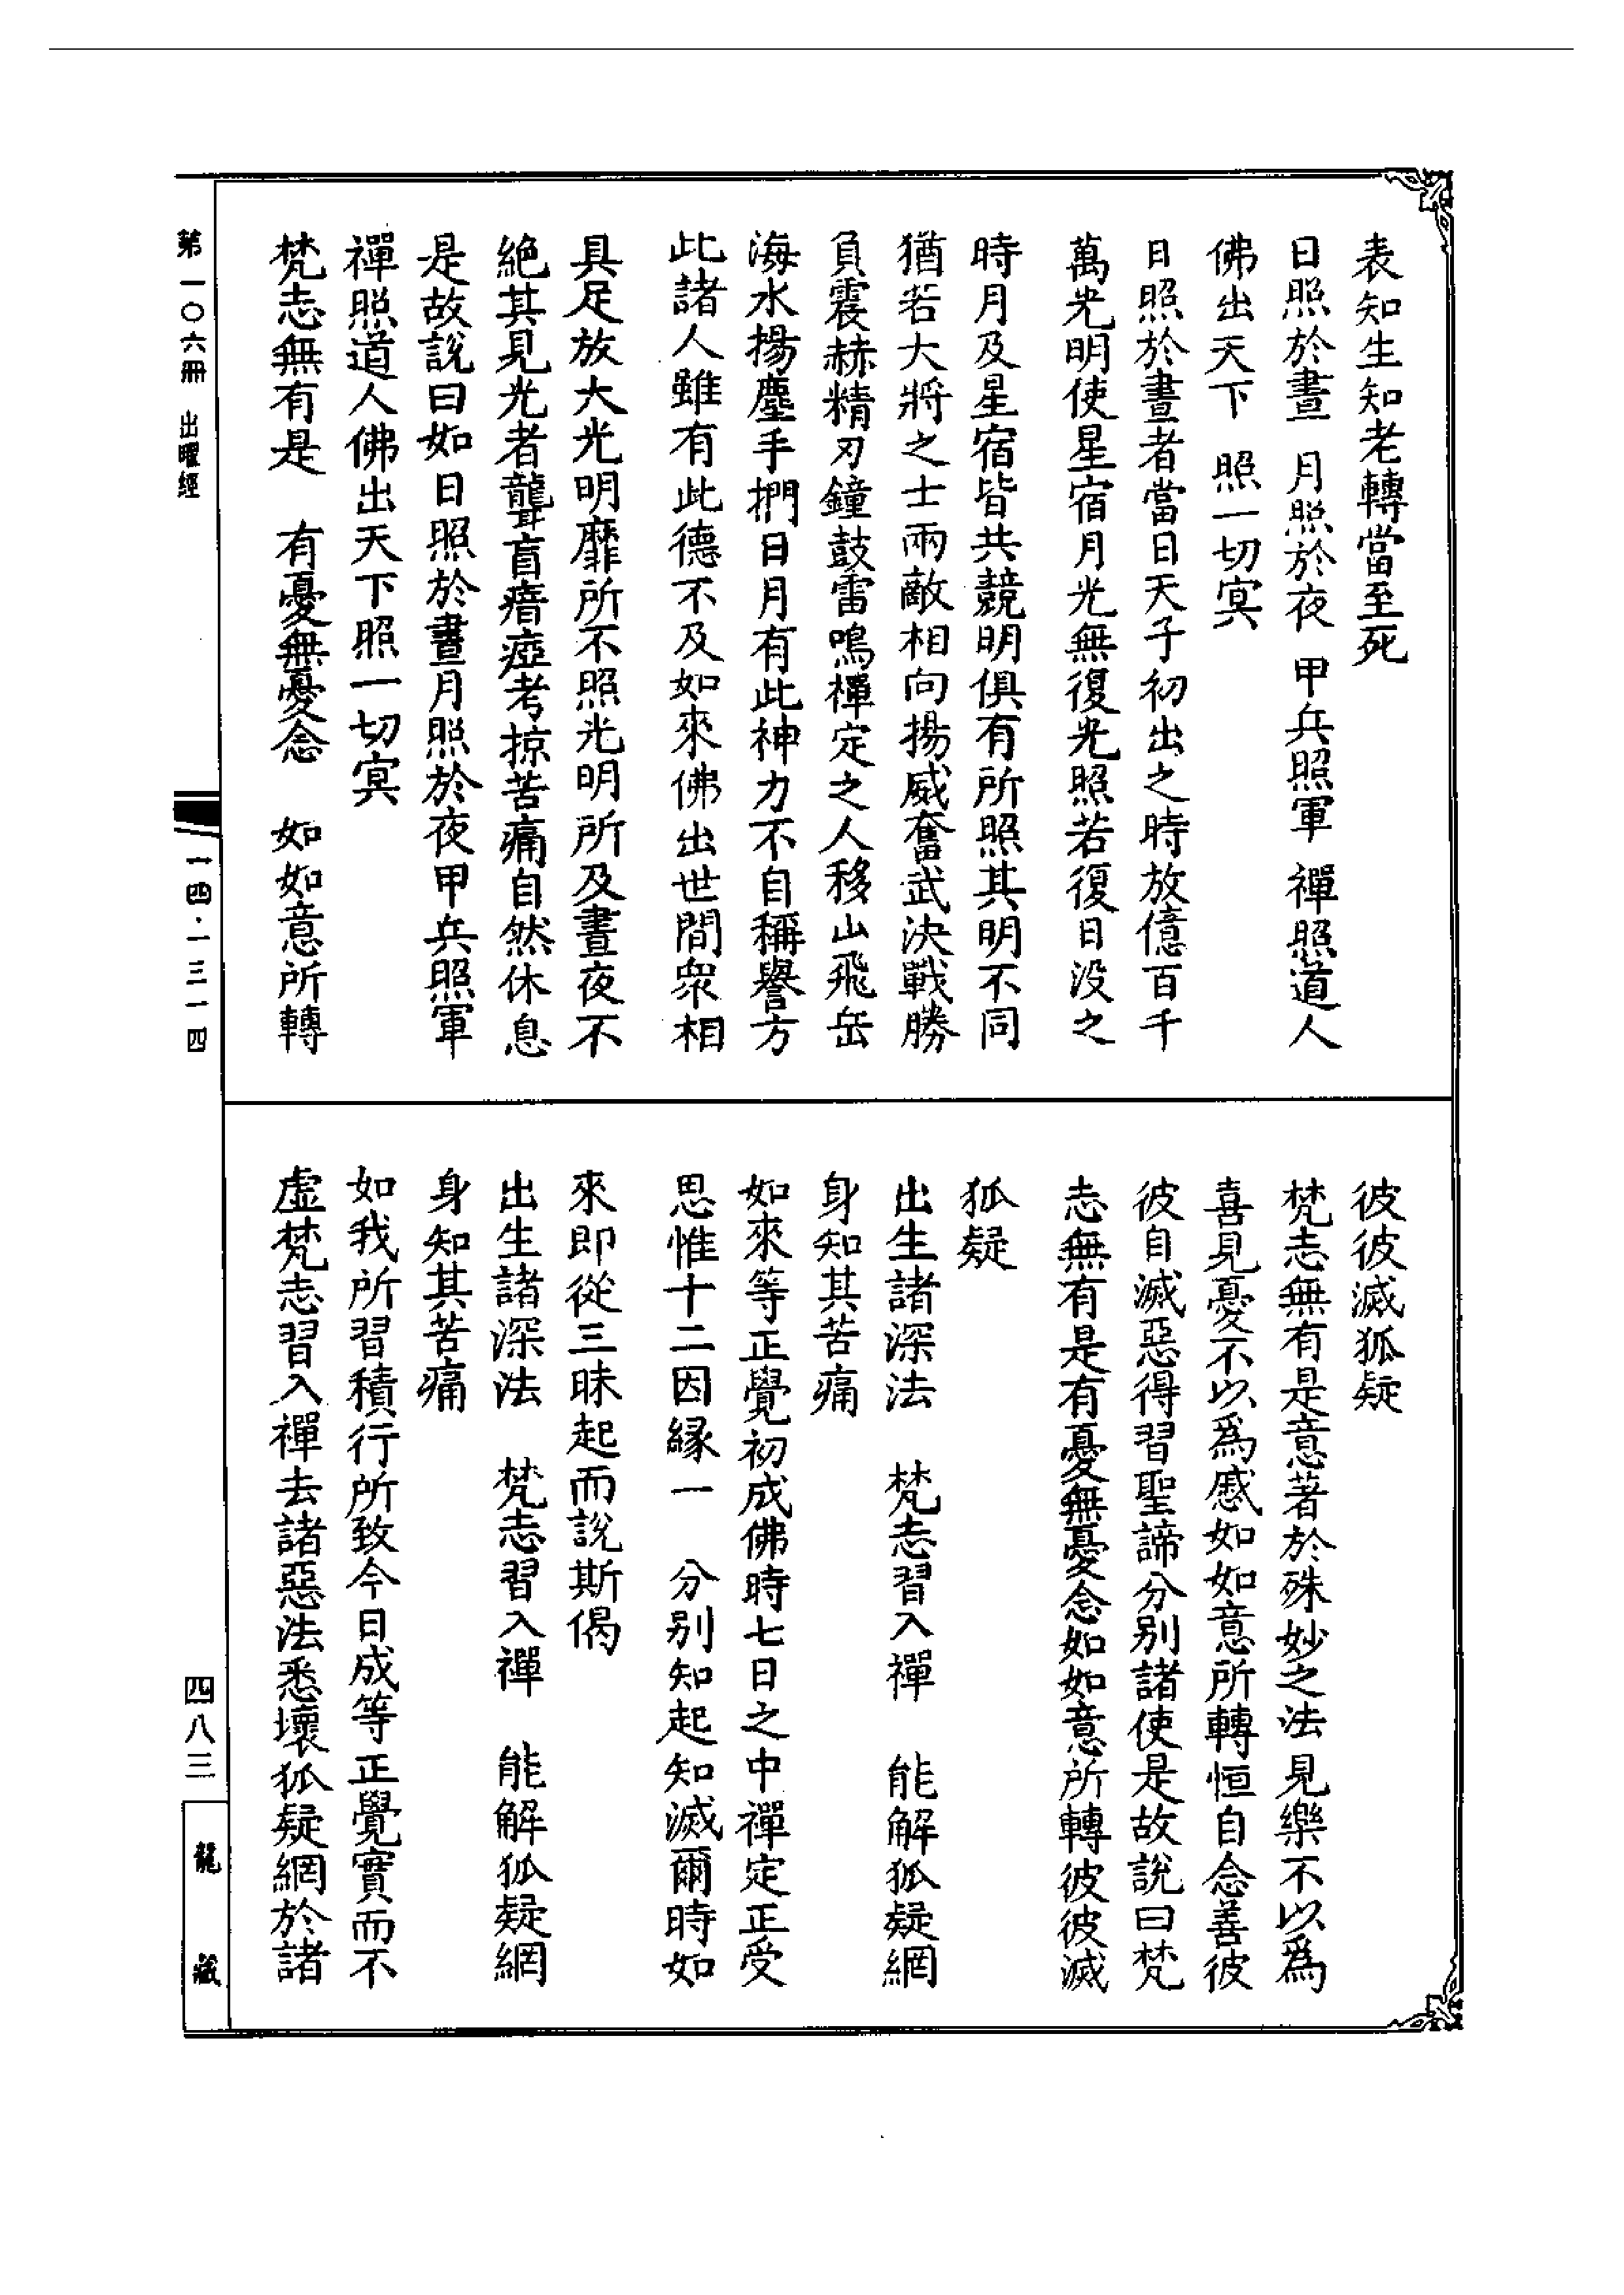 表知生知老轉當至死
日照於晝　月照於夜　甲兵照軍　禪照道人
佛出天下　照一切冥
日照於晝者當日天子初出之時放億百千
萬光明使星宿月光無復光照若復日没之
時月及星宿皆共競明俱有所照其明不同
猶若大將之士兩敵相向揚威奮武決戰勝
負震赫精刃鐘鼓雷鳴禪定之人移山飛岳
海水揚塵手捫日月有此神力不自稱譽方
此諸人雖有此德不及如來佛出世間衆相
具足放大光明靡所不照光明所及晝夜不
絕其見光者聾盲瘖瘂考掠苦痛自然休息
是故說曰如日照於晝月照於夜甲兵照軍
禪照道人佛出天下照一切冥
梵志無有是　有憂無憂念　如如意所轉
彼彼滅狐疑
梵志無有是意著於殊妙之法見樂不以爲
喜見憂不以爲慼如如意所轉恒自念善彼
彼自滅惡得習聖諦分别諸使是故說曰梵
志無有是有憂無憂念如如意所轉彼彼滅
狐疑
出生諸深法　梵志習入禪　能解狐疑網
身知其苦痛
如來等正覺初成佛時七日之中禪定正受
思惟十二因緣一一分别知起知滅爾時如
來即從三昧起而說斯偈
出生諸深法　梵志習入禪　能解狐疑網
身知其苦痛
如我所習積行所致今日成等正覺實而不
虛梵志習入禪去諸惡法悉壞狐疑網於諸
第一〇六冊　出曜經
一四·一三一四
四八三
龍藏